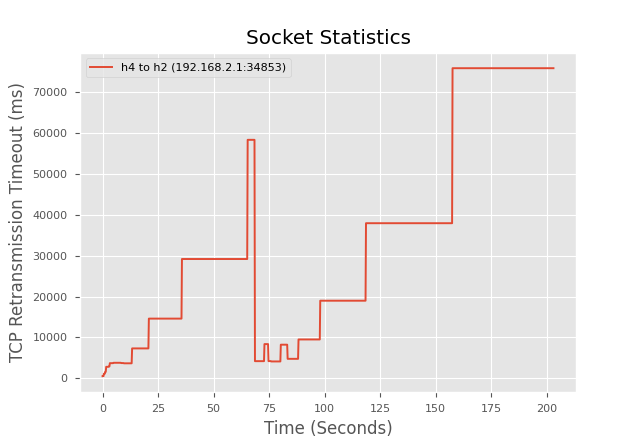 Socket Statistics
h4 to h2 (192.168.2.1:34853)
TCP Retransmission Timeout (ms)
70000
60000
50000
40000
30000
20000
10000
0
0 25 50 75 100 125 150 175 200
Time (Seconds)